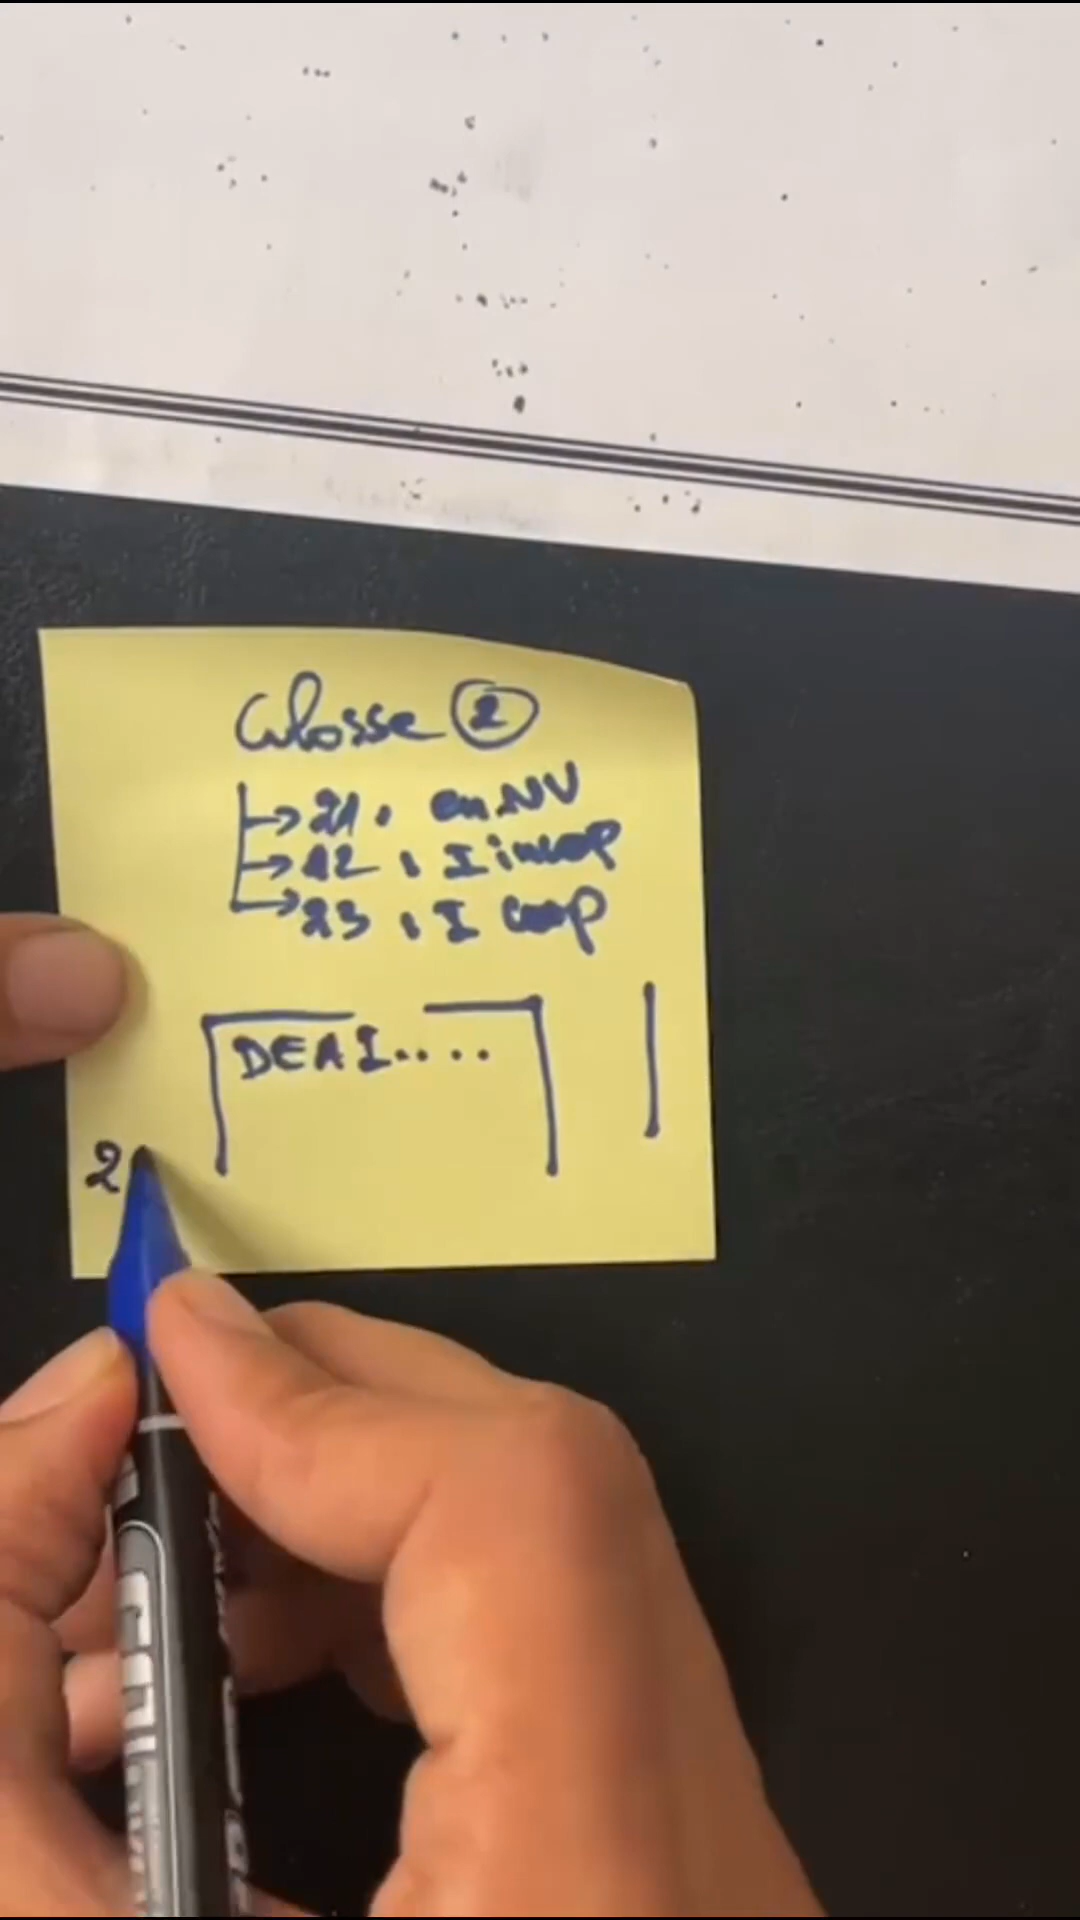 Classe 2
→ 21 : en NV
→ 22 : I incorp
→ 23 : I corp
DEAI....
2